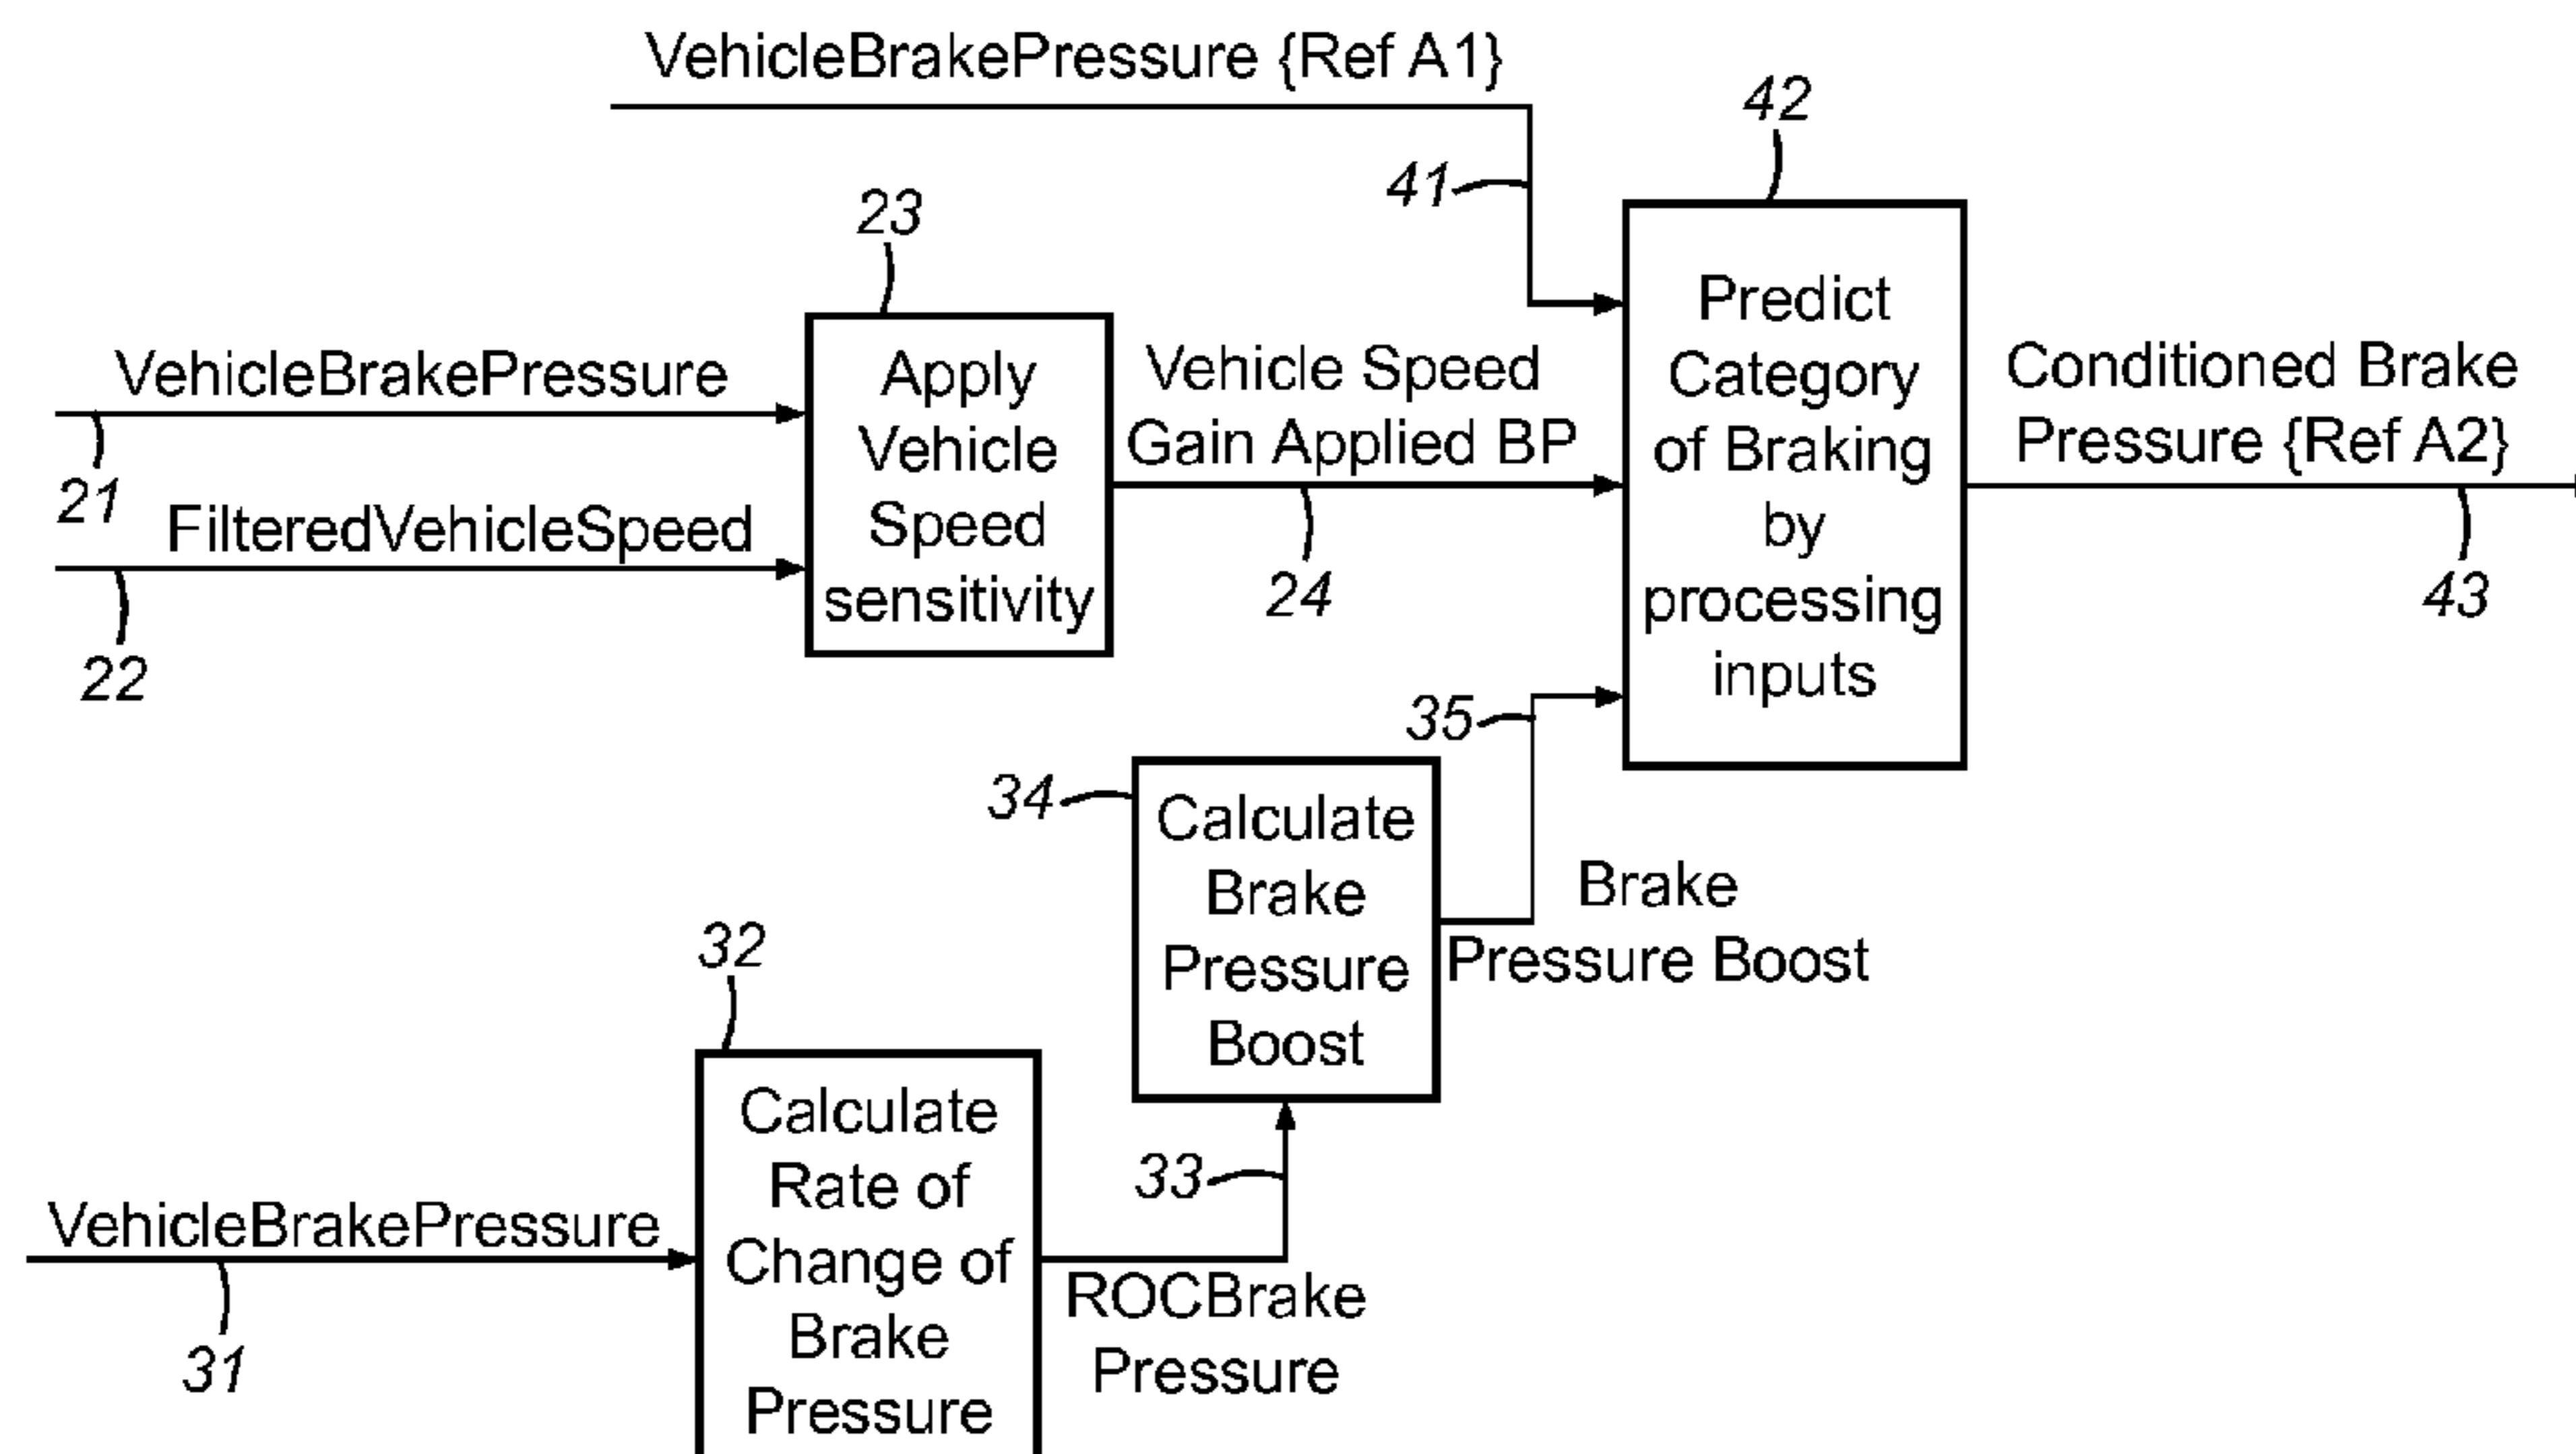 VehicleBrakePressure {Ref A1}
42
41
23
Predict
Category
of Braking
by
processing
inputs
VehicleBrakePressure
21
FilteredVehicleSpeed
22
Apply
Vehicle
Speed
sensitivity
Vehicle Speed
Gain Applied BP
24
Conditioned Brake
Pressure {Ref A2}
43
35
34
Calculate
Brake
Pressure
Boost
Brake
Pressure Boost
32
33
Calculate
Rate of
Change of
Brake
Pressure
VehicleBrakePressure
31
ROCBrake
Pressure